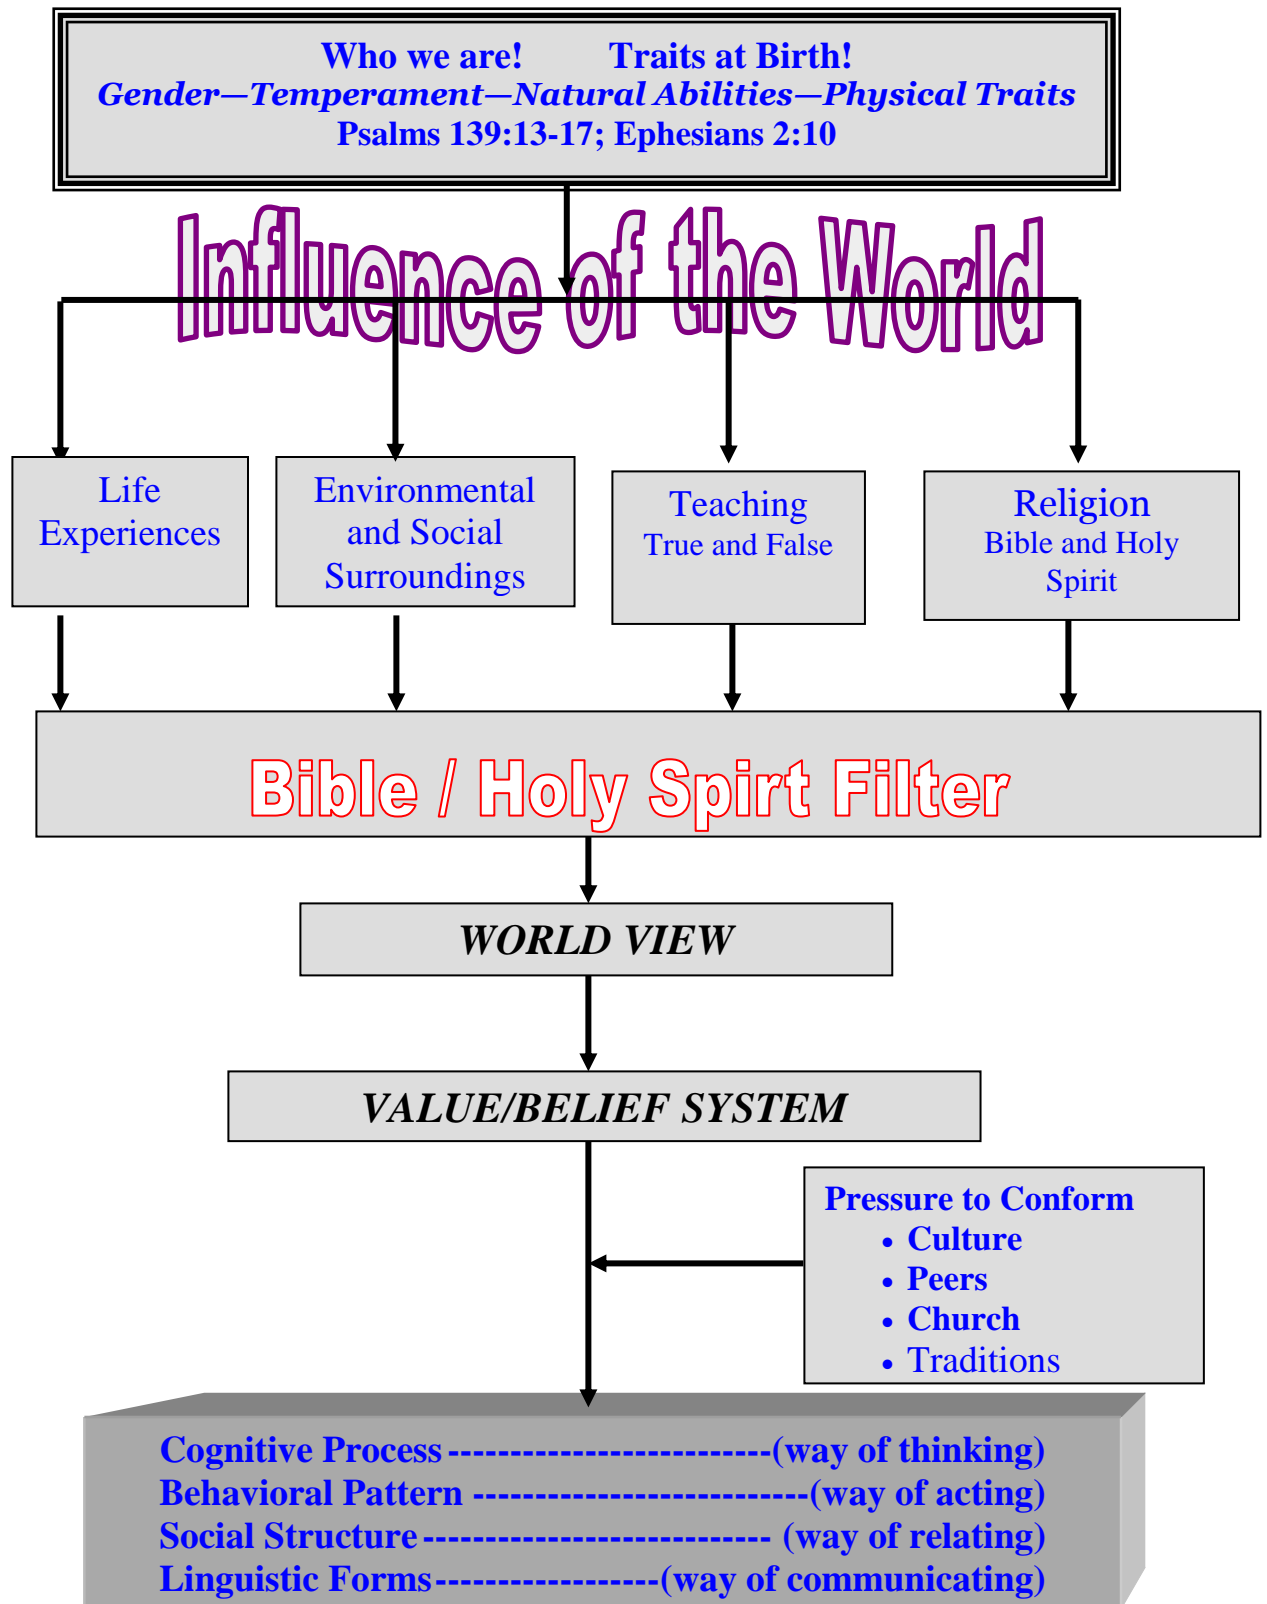 Who we are! Traits at Birth!
Gender—Temperament—Natural Abilities—Physical Traits
Psalms 139:13-17; Ephesians 2:10
Influence of the World
Life
Experiences
Environmental
and Social
Surroundings
Teaching
True and False
Religion
Bible and Holy
Spirit
Bible / Holy Spirt Filter
WORLD VIEW
VALUE/BELIEF SYSTEM
Pressure to Conform
• Culture
• Peers
• Church
• Traditions
Cognitive Process--------------------------(way of thinking)
Behavioral Pattern ---------------------------(way of acting)
Social Structure---------------------------- (way of relating)
Linguistic Forms------------------(way of communicating)